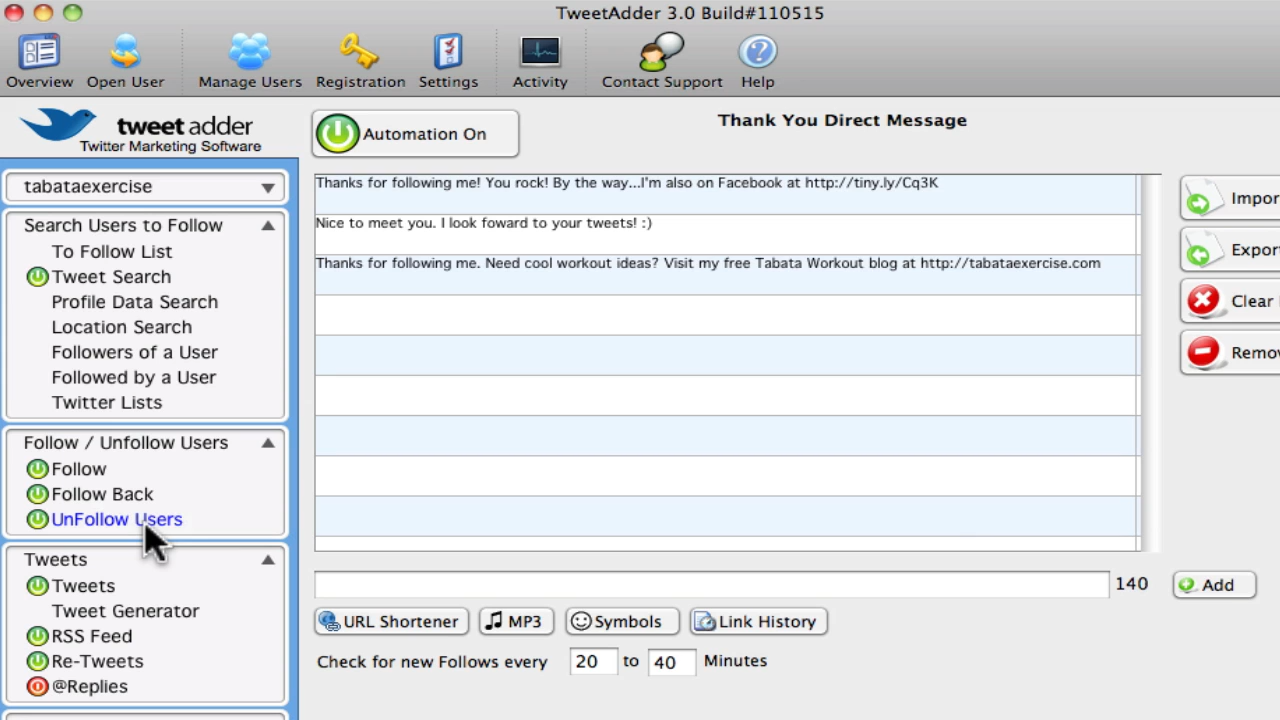 TweetAdder 3.0 Build#110515
Overview Open User Manage Users Registration Settings Activity Contact Support Help
tweet adder
Twitter Marketing Software
Automation On
Thank You Direct Message
tabataexercise
Search Users to Follow
To Follow List
Tweet Search
Profile Data Search
Location Search
Followers of a User
Followed by a User
Twitter Lists
Follow / Unfollow Users
Follow
Follow Back
UnFollow Users
Tweets
Tweets
Tweet Generator
RSS Feed
Re-Tweets
@Replies
Thanks for following me! You rock! By the way...I'm also on Facebook at http://tiny.ly/Cq3K
Nice to meet you. I look foward to your tweets! :)
Thanks for following me. Need cool workout ideas? Visit my free Tabata Workout blog at http://tabataexercise.com
Impor
Export
Clear
Remov
140 Add
URL Shortener MP3 Symbols Link History
Check for new Follows every 20 to 40 Minutes